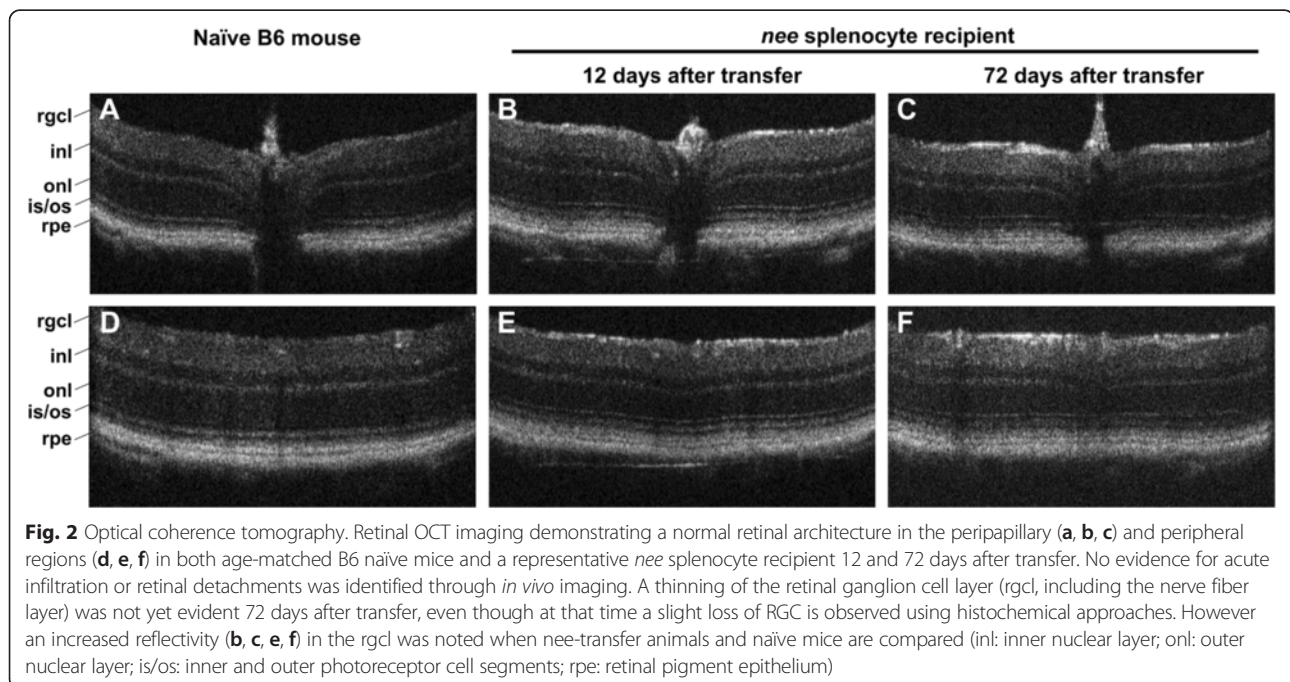 Naïve B6 mouse
nee splenocyte recipient
12 days after transfer
72 days after transfer
A
B
C
rgcl
inl
onl
is/os
rpe
D
E
F
rgcl
inl
onl
is/os
rpe
Fig. 2 Optical coherence tomography. Retinal OCT imaging demonstrating a normal retinal architecture in the peripapillary (a, b, c) and peripheral
regions (d, e, f) in both age-matched B6 naïve mice and a representative nee splenocyte recipient 12 and 72 days after transfer. No evidence for acute
infiltration or retinal detachments was identified through in vivo imaging. A thinning of the retinal ganglion cell layer (rgcl, including the nerve fiber
layer) was not yet evident 72 days after transfer, even though at that time a slight loss of RGC is observed using histochemical approaches. However
an increased reflectivity (b, c, e, f) in the rgcl was noted when nee-transfer animals and naïve mice are compared (inl: inner nuclear layer; onl: outer
nuclear layer; is/os: inner and outer photoreceptor cell segments; rpe: retinal pigment epithelium)